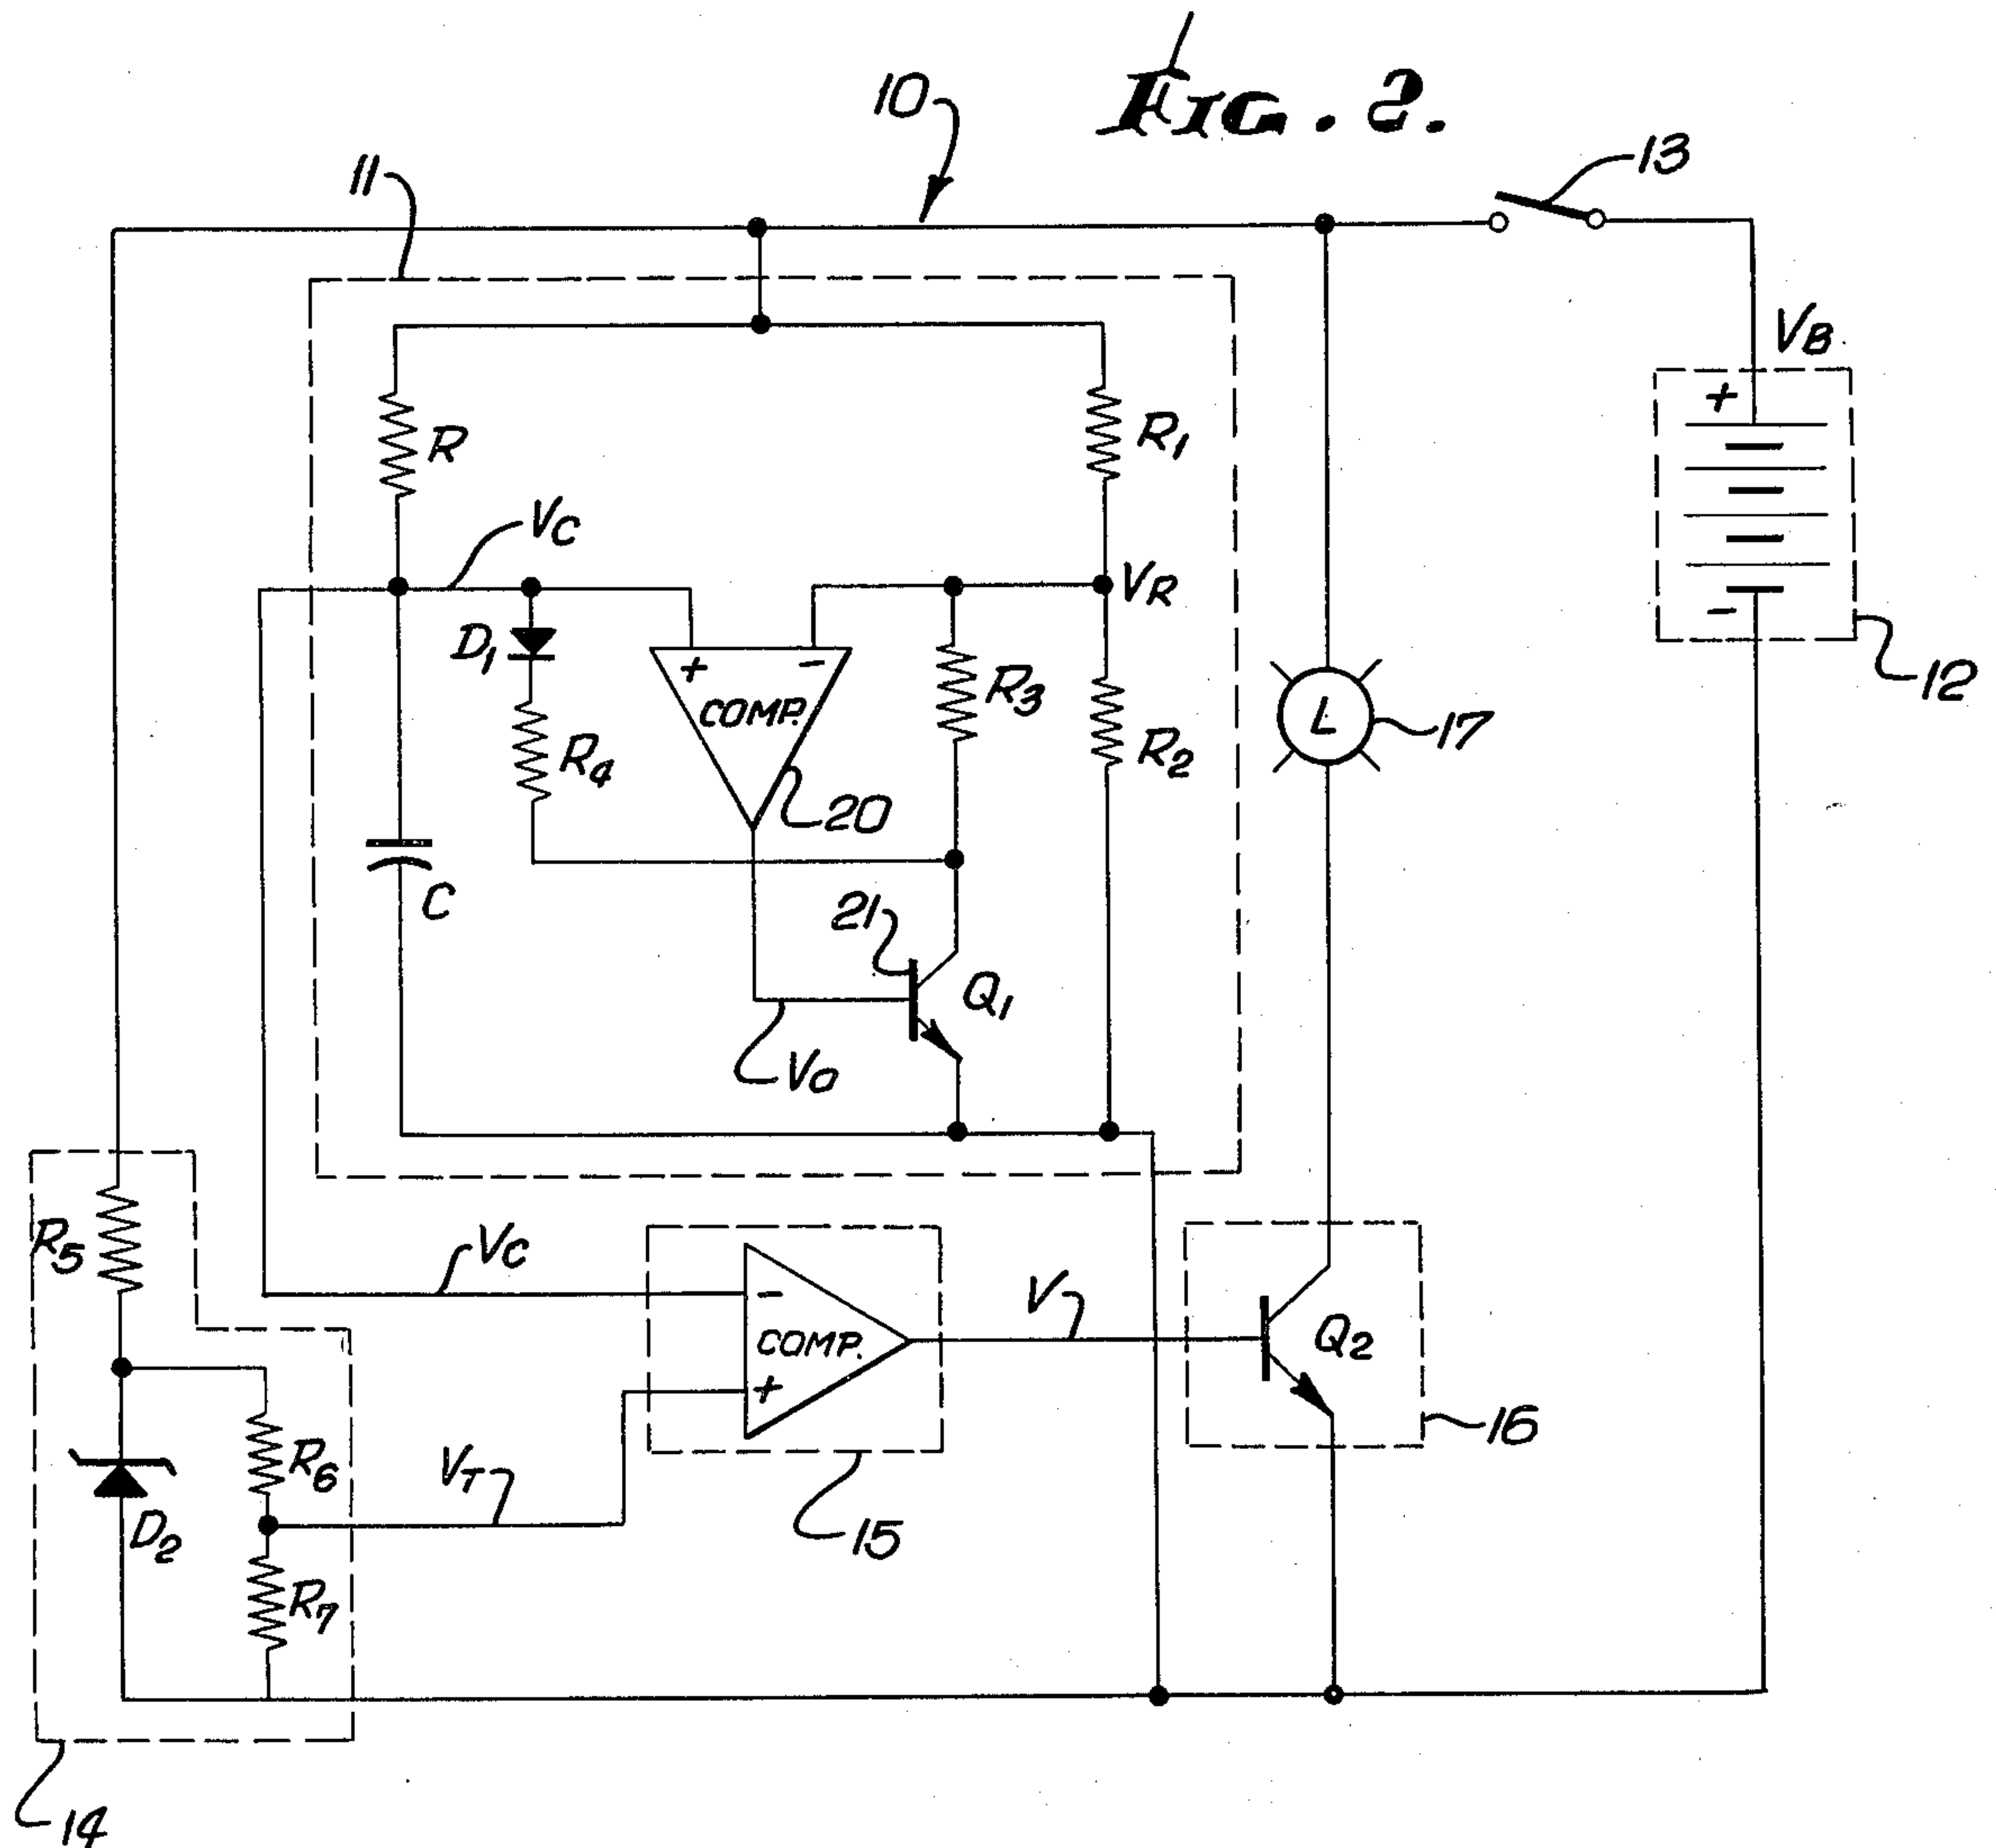 FIG. 2.
10
11
13
VB
+
R
R1
VC
VR
D1
+ -
COMP.
R3
R4
R2
L
17
-
12
20
C
21
Q1
VO
R5
VC
-
COMP.
+
V
Q2
16
R6
VT
D2
15
R7
14